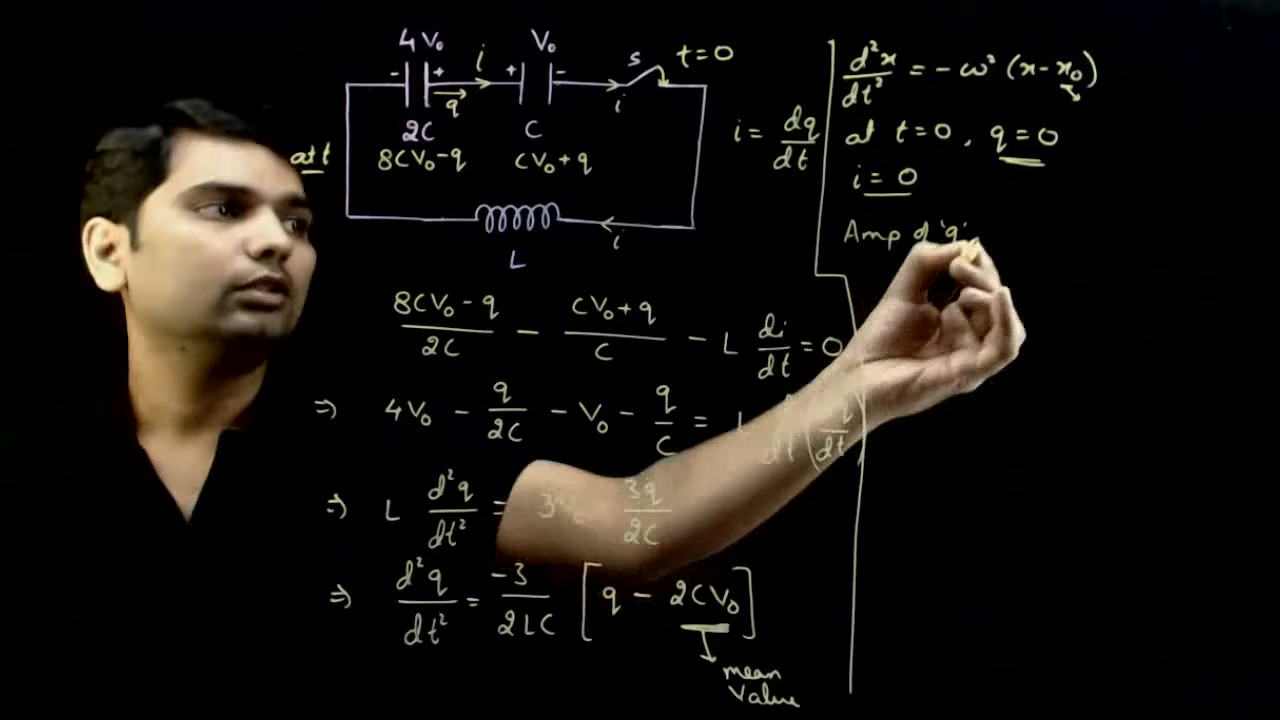 4V₀ V₀ S t=0
- + i + -
q i
2C C
at t 8CV₀-q CV₀+q
i
L
i = dq/dt
d²x/dt² = -ω² (x-x₀)
at t=0, q=0
i=0
Amp of 'q'
(8CV₀-q)/2C - (CV₀+q)/C - L di/dt = 0
⇒ 4V₀ - q/2C - V₀ - q/C = L
⇒ L d²q/dt² = 3q/2C
⇒ d²q/dt² = -3/2LC [q - 2CV₀]
mean
value